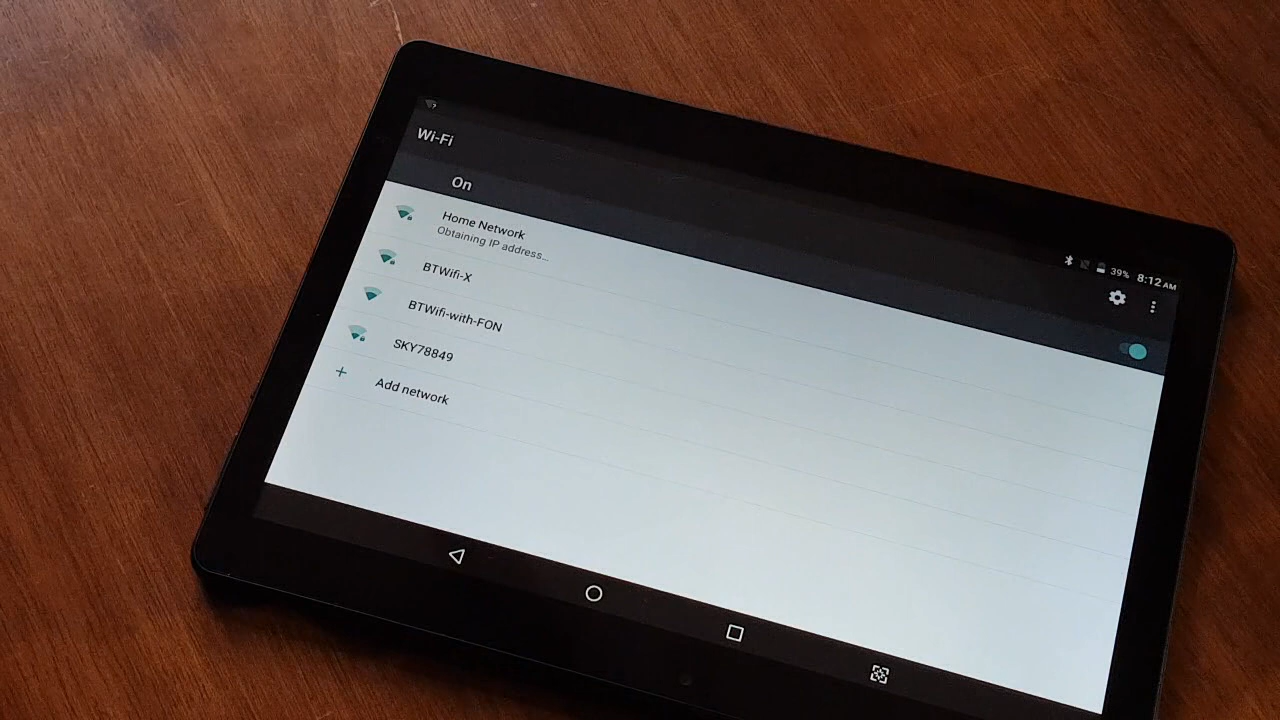 Wi-Fi
On
Home Network
Obtaining IP address...
BTWifi-X
BTWifi-with-FON
SKY78849
Add network
39% 8:12 AM